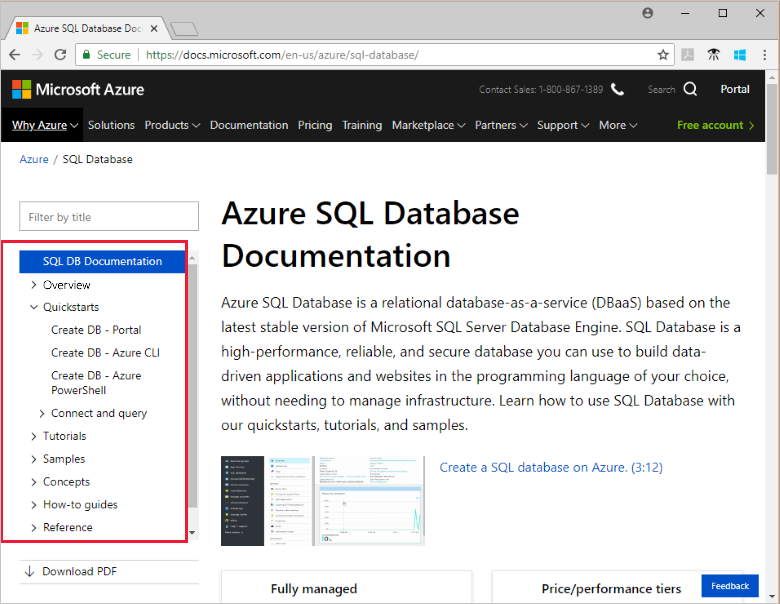 Azure SQL Database Doc
Secure
https://docs.microsoft.com/en-us/azure/sql-database/
Microsoft Azure
Contact Sales: 1-800-867-1389
Search
Portal
Why Azure
Solutions
Products
Documentation
Pricing
Training
Marketplace
Partners
Support
More
Free account
Azure / SQL Database
Filter by title
SQL DB Documentation
Overview
Quickstarts
Create DB - Portal
Create DB - Azure CLI
Create DB - Azure
PowerShell
Connect and query
Tutorials
Samples
Concepts
How-to guides
Reference
Download PDF
Azure SQL Database
Documentation
Azure SQL Database is a relational database-as-a-service (DBaaS) based on the
latest stable version of Microsoft SQL Server Database Engine. SQL Database is a
high-performance, reliable, and secure database you can use to build data-
driven applications and websites in the programming language of your choice,
without needing to manage infrastructure. Learn how to use SQL Database with
our quickstarts, tutorials, and samples.
Create a SQL database on Azure. (3:12)
Fully managed
Price/performance tiers
Feedback